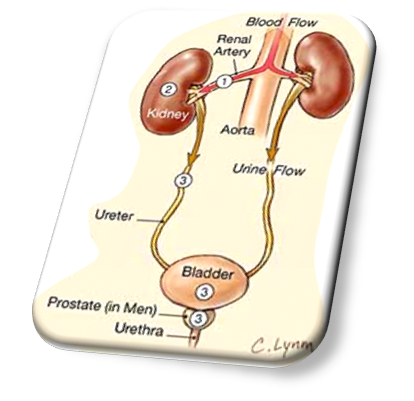 Blood Flow
Renal
Artery
1
2
Kidney
Aorta
Urine Flow
3
Ureter
Bladder
3
Prostate (in Men)
3
Urethra
C. Lynm